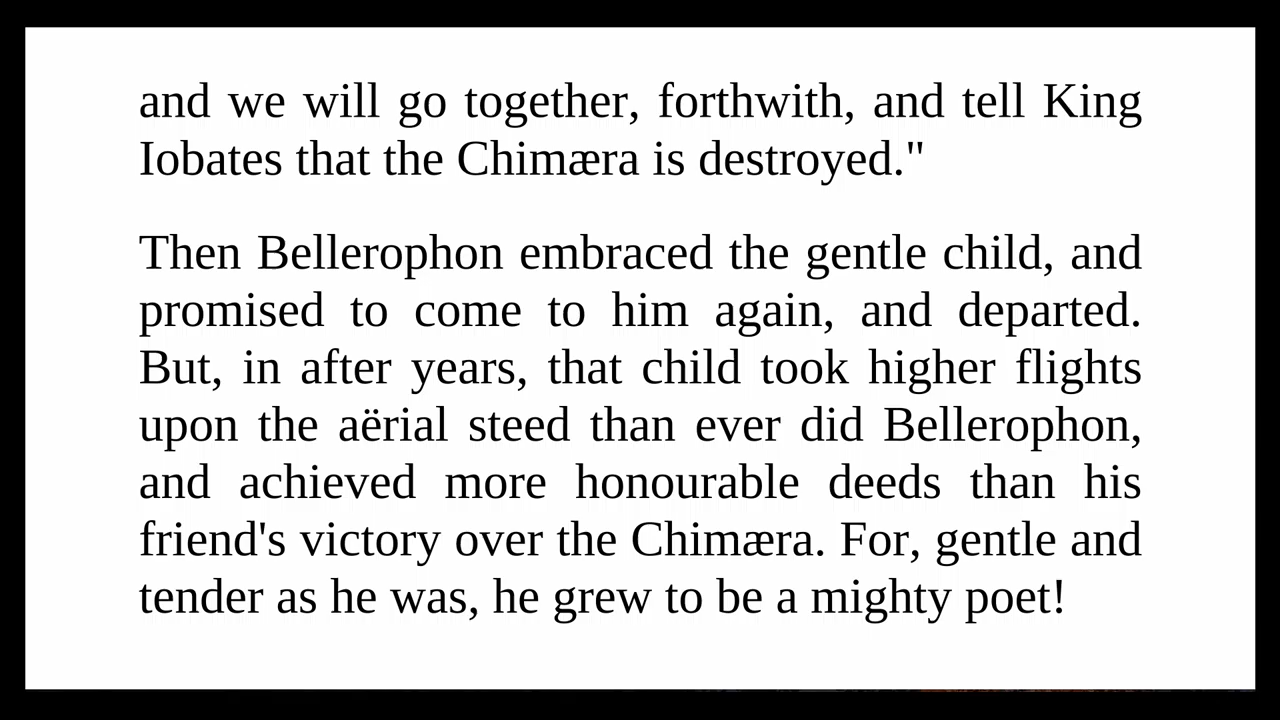 and we will go together, forthwith, and tell King
Iobates that the Chimæra is destroyed."
Then Bellerophon embraced the gentle child, and
promised to come to him again, and departed.
But, in after years, that child took higher flights
upon the aërial steed than ever did Bellerophon,
and achieved more honourable deeds than his
friend's victory over the Chimæra. For, gentle and
tender as he was, he grew to be a mighty poet!